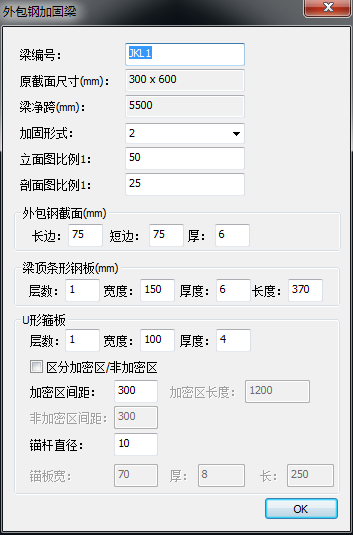 外包钢加固梁
梁编号: JKL1
原截面尺寸(mm): 300 x 600
梁净跨(mm): 5500
加固形式: 2
立面图比例1: 50
剖面图比例1: 25
外包钢截面(mm)
长边: 75 短边: 75 厚: 6
梁顶条形钢板(mm)
层数: 1 宽度: 150 厚度: 6 长度: 370
U形箍板
层数: 1 宽度: 100 厚度: 4
区分加密区/非加密区
加密区间距: 300 加密区长度: 1200
非加密区间距: 300
锚杆直径: 10
锚板宽: 70 厚: 8 长: 250
OK